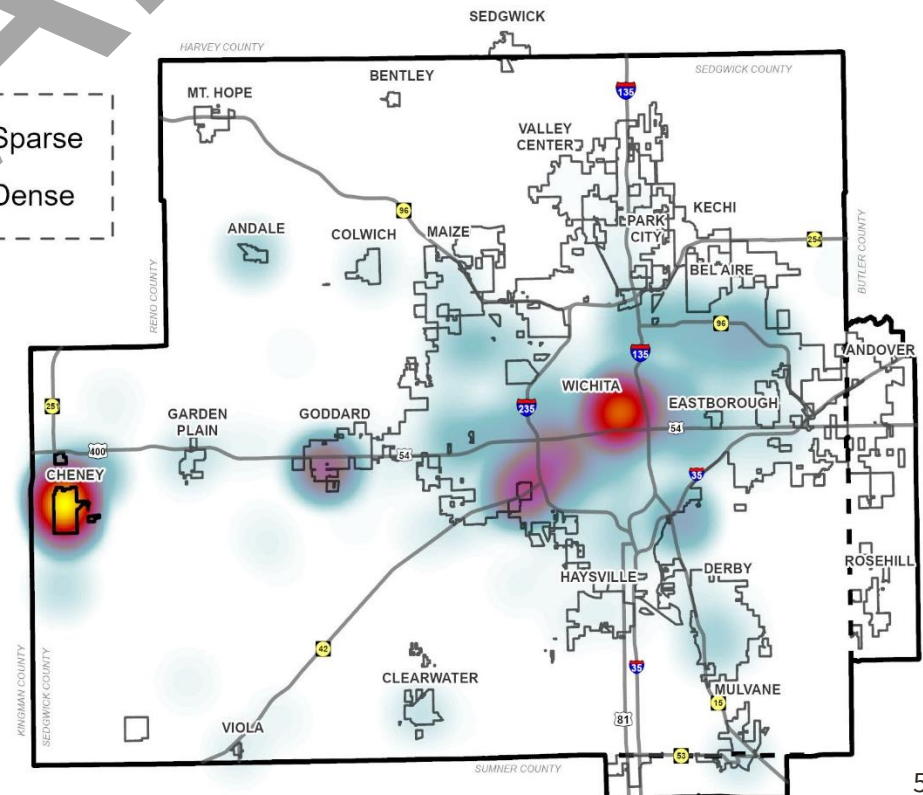 SEDGWICK
HARVEY COUNTY
SEDGWICK COUNTY
BENTLEY
MT. HOPE
135
Sparse
Dense
VALLEY
CENTER
KECHI
PARK
CITY
96
ANDALE
COLWICH
MAIZE
254
BEL AIRE
BUTLER COUNTY
RENO COUNTY
96
135
ANDOVER
WICHITA
251
235
EASTBOROUGH
GARDEN
PLAIN
GODDARD
54
400
54
CHENEY
35
HAYSVILLE
DERBY
ROSEHILL
42
35
KINGMAN COUNTY
SEDGWICK COUNTY
CLEARWATER
MULVANE
15
81
VIOLA
53
SUMNER COUNTY
5